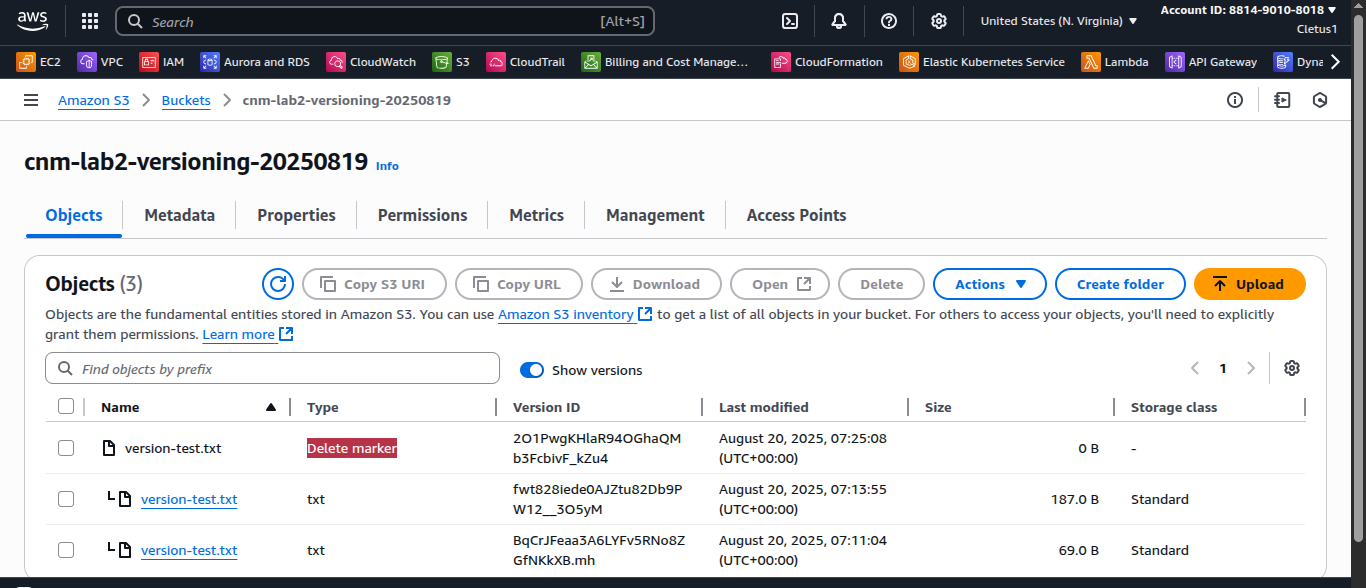 aws
Search [Alt+S]
United States (N. Virginia)
Account ID: 8814-9010-8018
Cletus1
EC2 VPC IAM Aurora and RDS CloudWatch S3 CloudTrail Billing and Cost Manage... CloudFormation Elastic Kubernetes Service Lambda API Gateway Dyna
Amazon S3 Buckets cnm-lab2-versioning-20250819
cnm-lab2-versioning-20250819 Info
Objects Metadata Properties Permissions Metrics Management Access Points
Objects (3) Copy S3 URI Copy URL Download Open Delete Actions Create folder Upload
Objects are the fundamental entities stored in Amazon S3. You can use Amazon S3 inventory to get a list of all objects in your bucket. For others to access your objects, you'll need to explicitly
grant them permissions. Learn more
Find objects by prefix Show versions 1
Name Type Version ID Last modified Size Storage class
version-test.txt Delete marker 2O1PwgKHlaR94OGhaQM August 20, 2025, 07:25:08 0 B -
b3FcbivF_kZu4 (UTC+00:00)
version-test.txt txt fwt828iede0AJZtu82Db9P August 20, 2025, 07:13:55 187.0 B Standard
W12__3O5yM (UTC+00:00)
version-test.txt txt BqCrJFeaa3A6LYFv5RNo8Z August 20, 2025, 07:11:04 69.0 B Standard
GfNKkXB.mh (UTC+00:00)